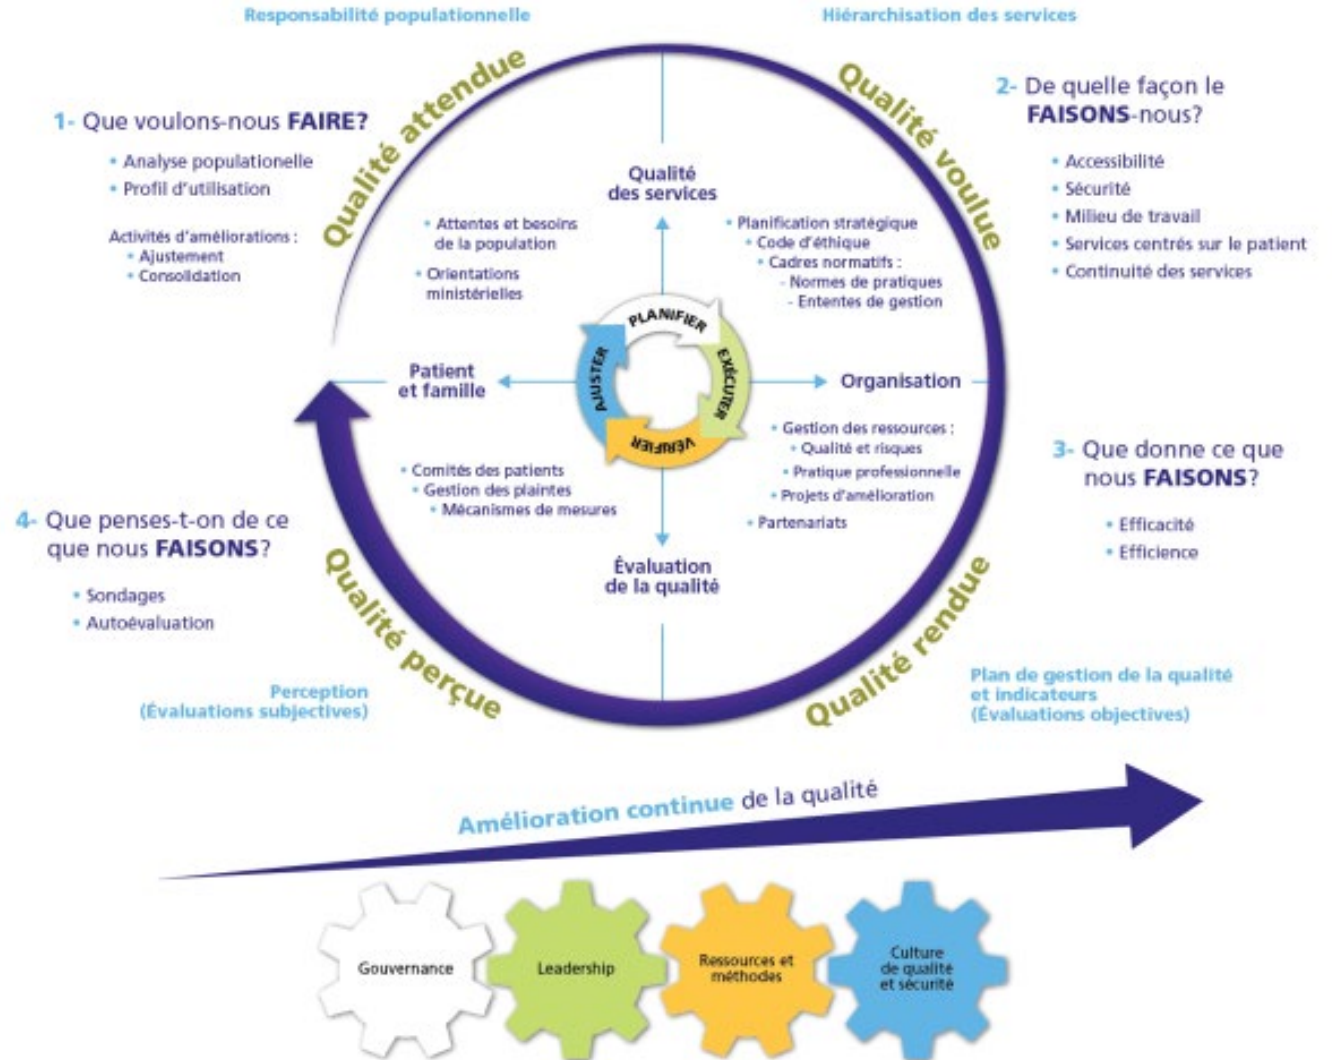 Responsabilité populationnelle
Hiérarchisation des services
Qualité attendue
Qualité voulue
1- Que voulons-nous FAIRE?
• Analyse populationelle
• Profil d'utilisation
Activités d'améliorations :
• Ajustement
• Consolidation
2- De quelle façon le
FAISONS-nous?
• Accessibilité
• Sécurité
• Milieu de travail
• Services centrés sur le patient
• Continuité des services
Qualité
des services
• Attentes et besoins
de la population
• Orientations
ministérielles
• Planification stratégique
• Code d'éthique
• Cadres normatifs :
- Normes de pratiques
- Ententes de gestion
PLANIFIER
EXÉCUTER
VÉRIFIER
AJUSTER
Patient
et famille
Organisation
• Comités des patients
• Gestion des plaintes
• Mécanismes de mesures
• Gestion des ressources :
• Qualité et risques
• Pratique professionnelle
• Projets d'amélioration
• Partenariats
Évaluation
de la qualité
3- Que donne ce que
nous FAISONS?
• Efficacité
• Efficience
4- Que penses-t-on de ce
que nous FAISONS?
• Sondages
• Autoévaluation
Qualité perçue
Qualité rendue
Perception
(Évaluations subjectives)
Plan de gestion de la qualité
et indicateurs
(Évaluations objectives)
Amélioration continue de la qualité
Gouvernance
Leadership
Ressources et
méthodes
Culture
de qualité
et sécurité